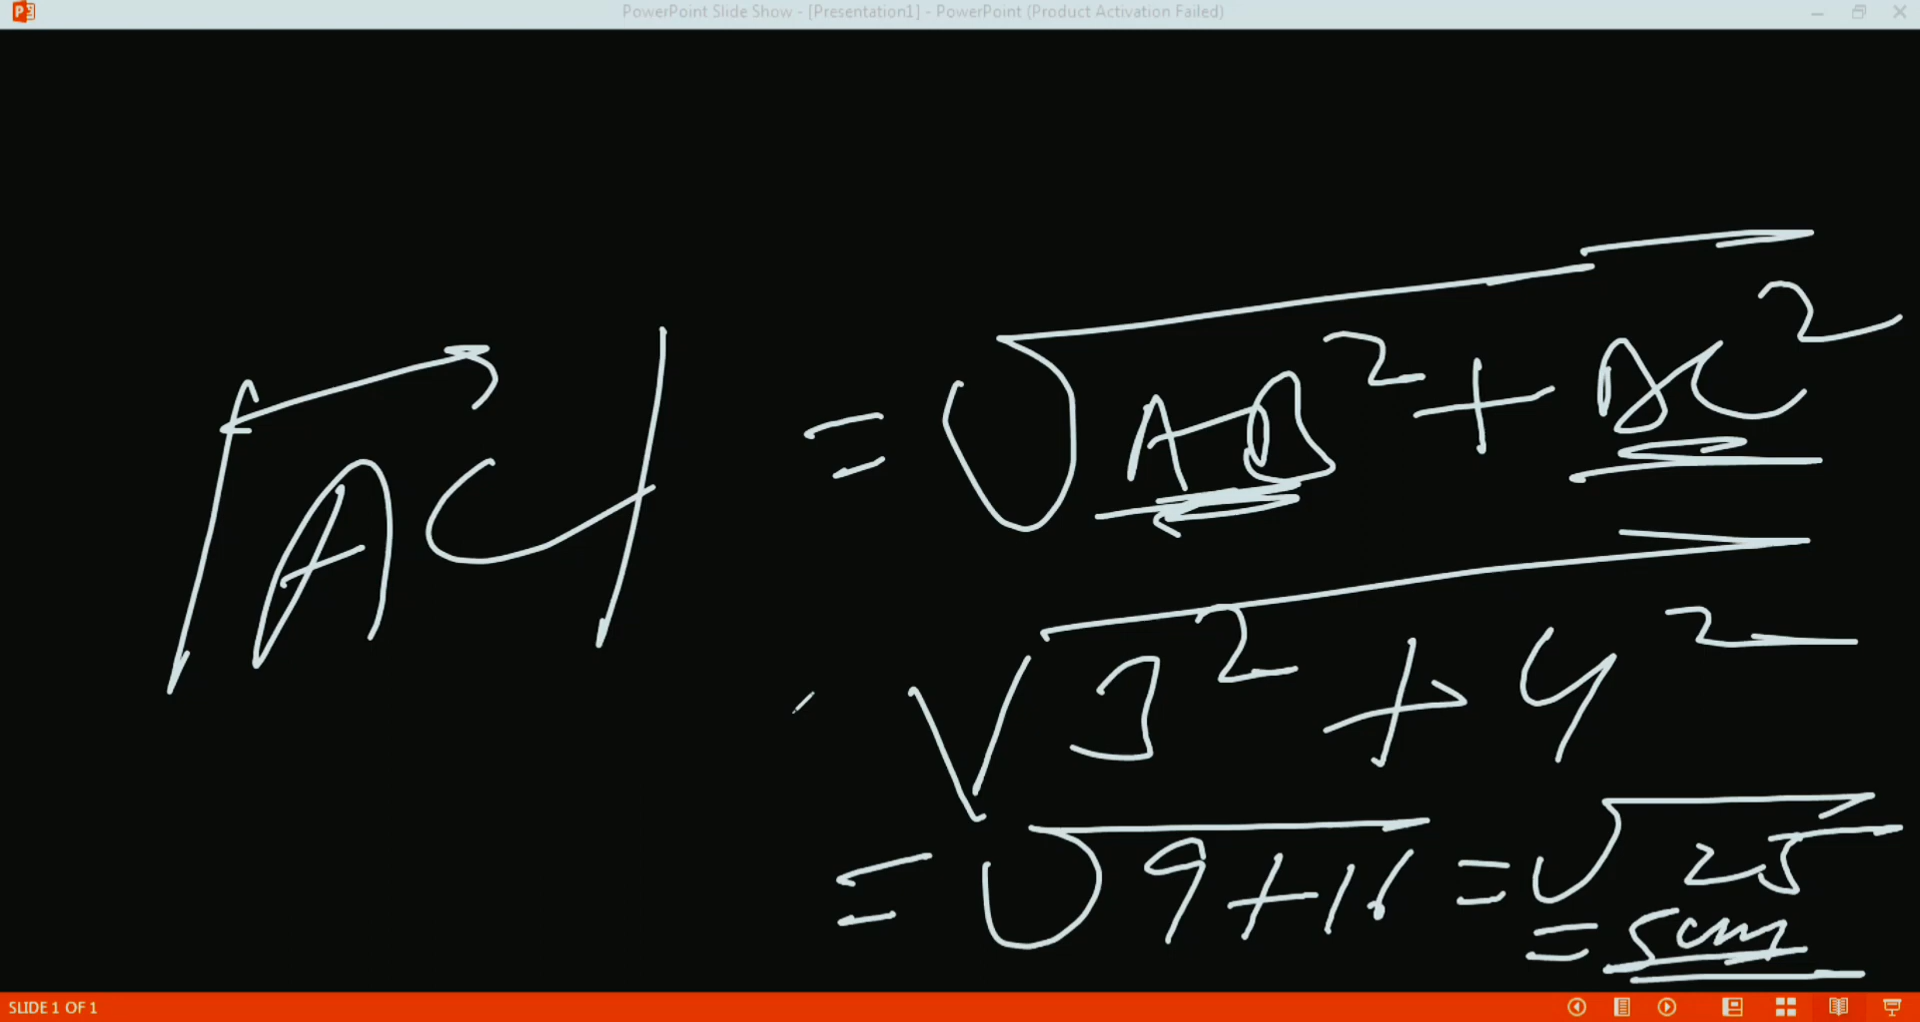 PowerPoint Slide Show - [Presentation1] - PowerPoint (Product Activation Failed)
|AC| = √AB² + BC²
√3² + 4²
= √9+16 = √25
= 5cm
SLIDE 1 OF 1